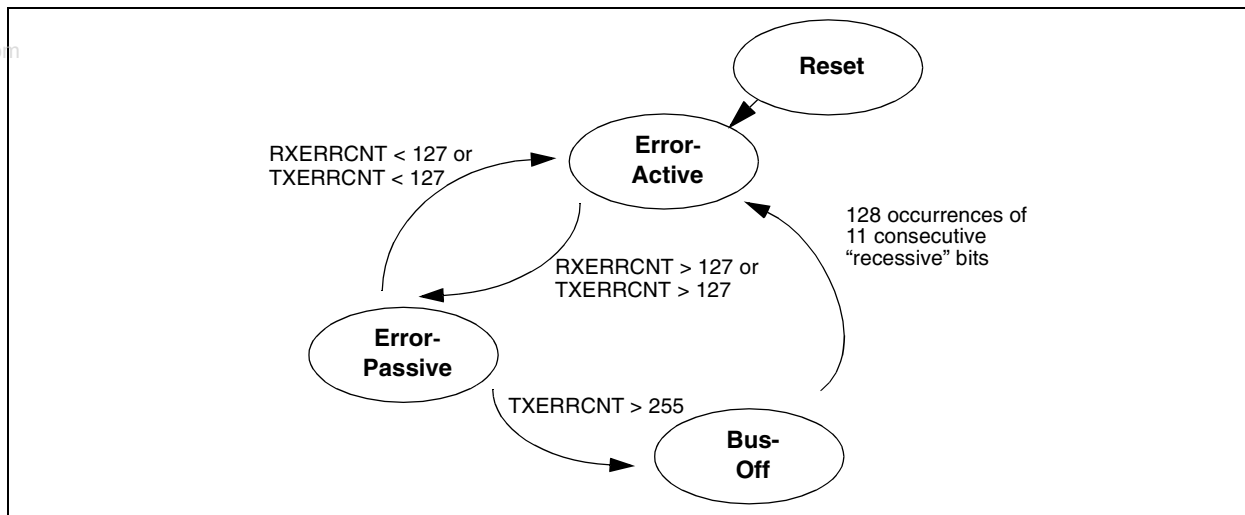 om
Reset
Error-
Active
RXERRCNT < 127 or
TXERRCNT < 127
128 occurrences of
11 consecutive
“recessive” bits
RXERRCNT > 127 or
TXERRCNT > 127
Error-
Passive
TXERRCNT > 255
Bus-
Off